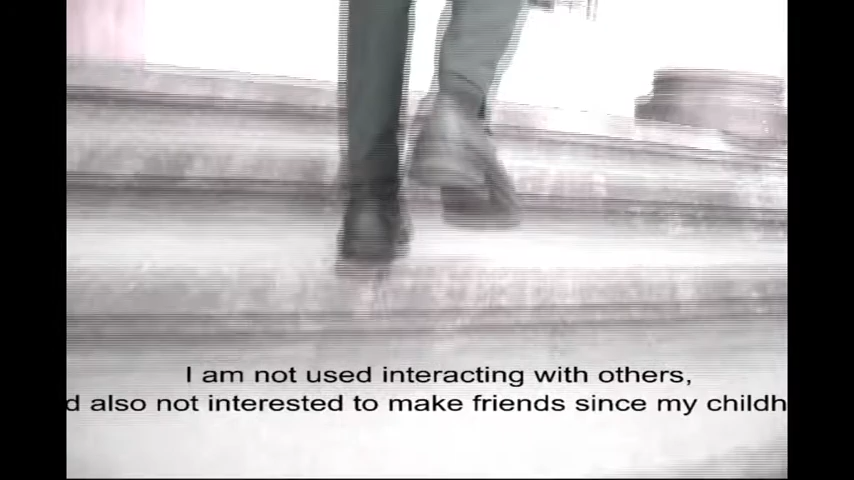 I am not used interacting with others,
d also not interested to make friends since my childh